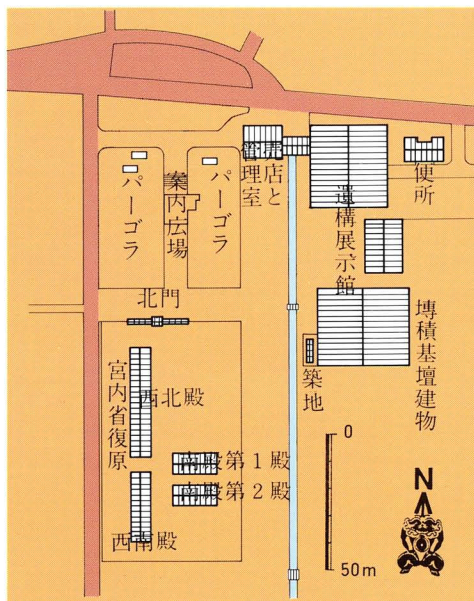 売店と
管理室
遺構展示館
便所
パーゴラ
案内広場
パーゴラ
北門
塼積基壇建物
築地
宮内省復原
西北殿
南殿第1殿
南殿第2殿
西南殿
0
50m
N